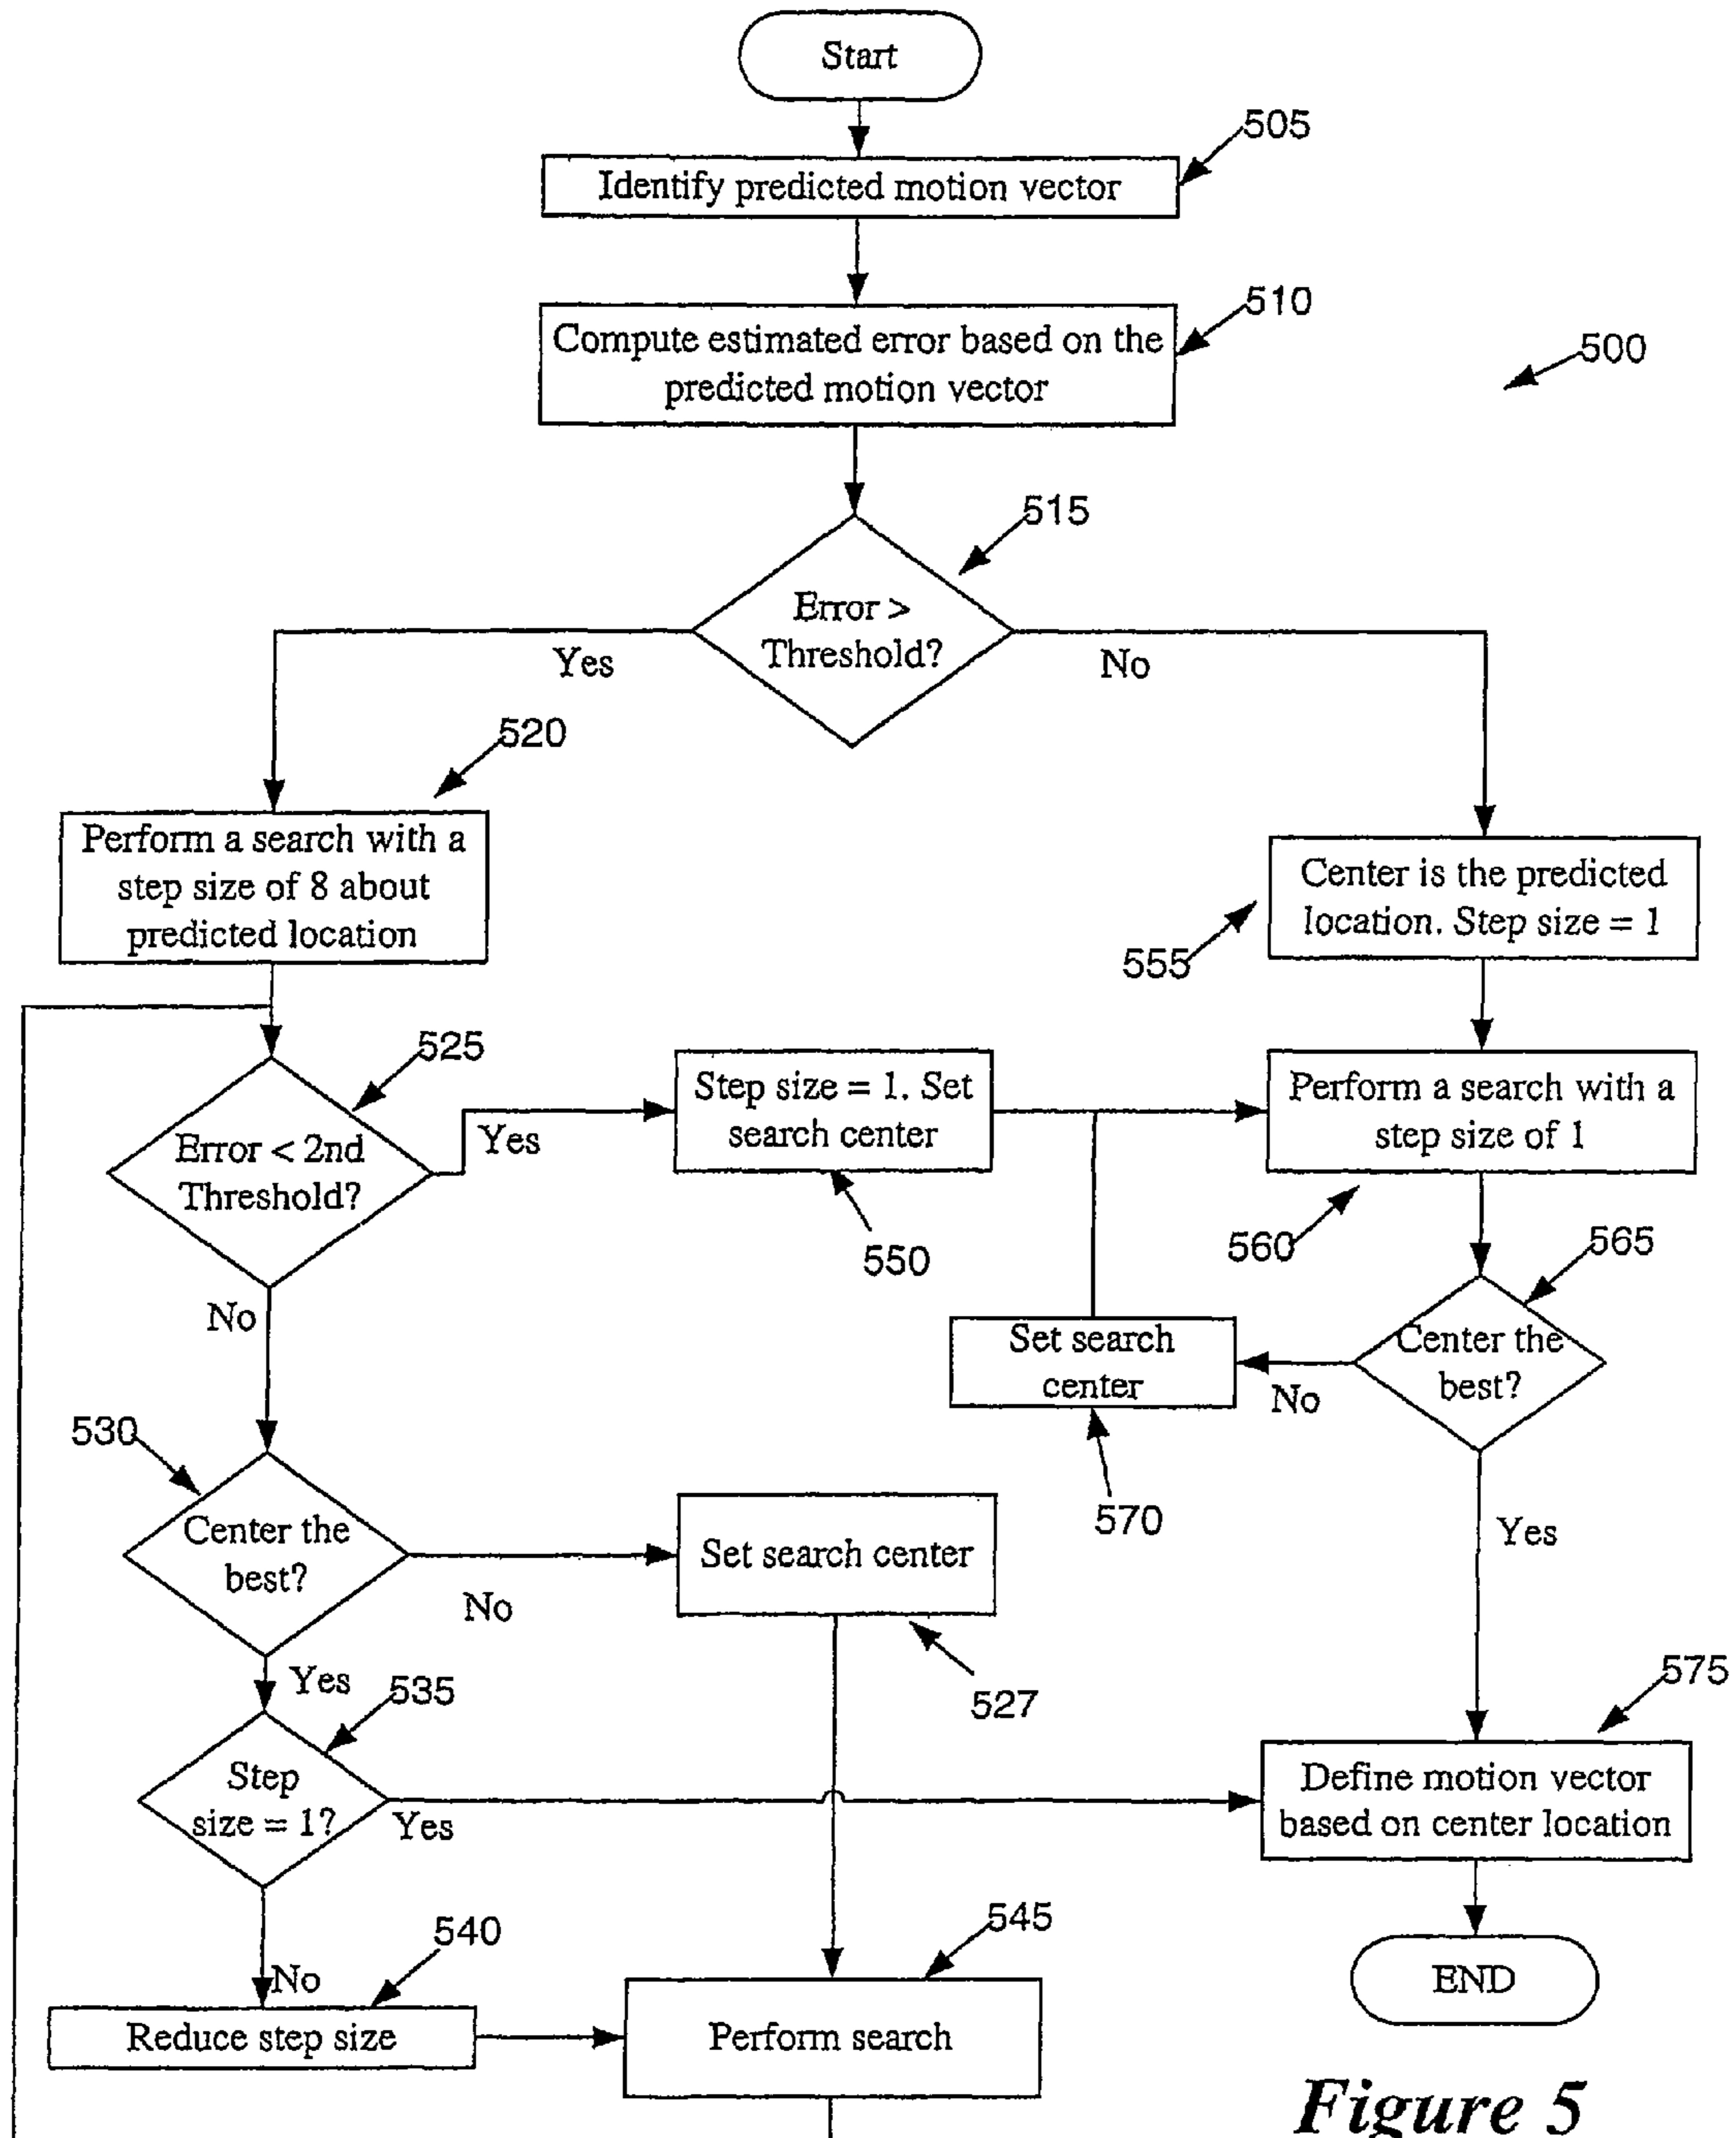 Start
505
Identify predicted motion vector
510
Compute estimated error based on the
predicted motion vector
500
515
Error >
Threshold?
Yes
No
520
Perform a search with a
step size of 8 about
predicted location
Center is the predicted
location. Step size = 1
555
525
Error < 2nd
Threshold?
Yes
Step size = 1. Set
search center
550
Perform a search with a
step size of 1
560
565
No
Set search
center
No
Center the
best?
570
530
Center the
best?
No
Set search center
527
Yes
Yes
535
Step
size = 1?
Yes
575
Define motion vector
based on center location
540
No
545
Reduce step size
Perform search
END
Figure 5